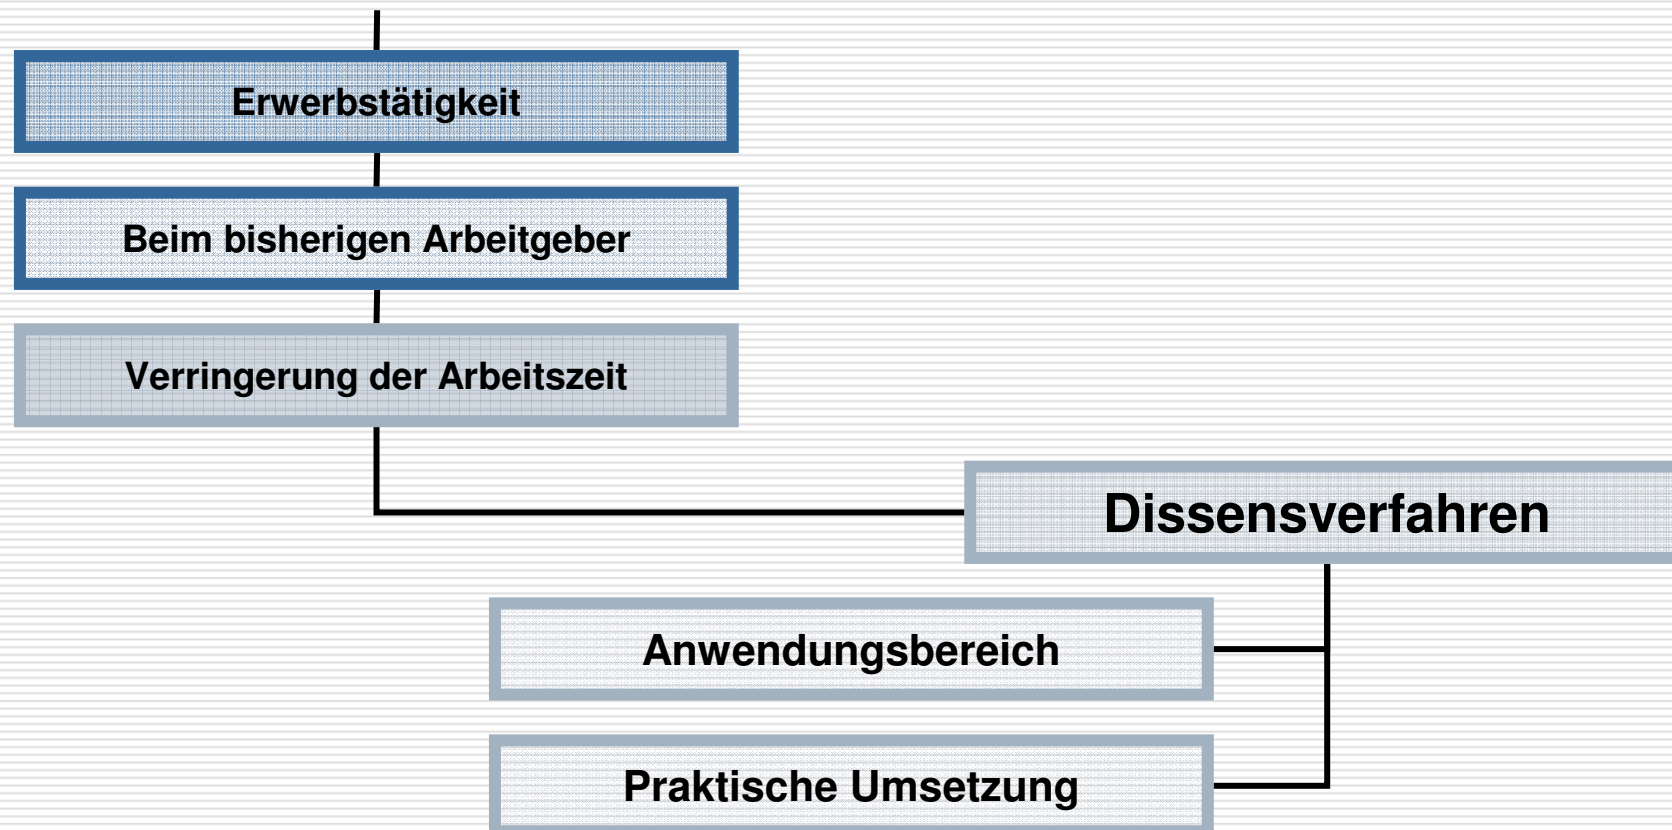 Erwerbstätigkeit
Beim bisherigen Arbeitgeber
Verringerung der Arbeitszeit
Dissensverfahren
Anwendungsbereich
Praktische Umsetzung